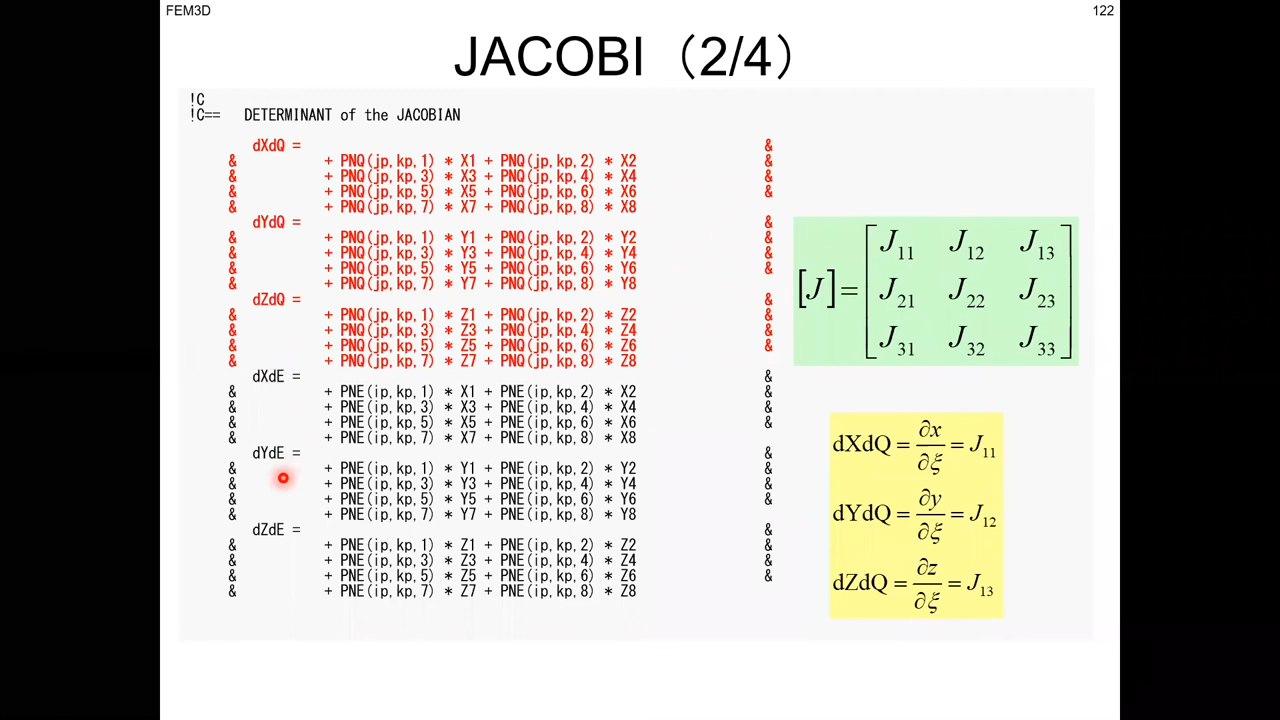 FEM3D
122
JACOBI（2/4）
!C
!C== DETERMINANT of the JACOBIAN
dXdQ = &
& + PNQ(jp,kp,1) * X1 + PNQ(jp,kp,2) * X2 &
& + PNQ(jp,kp,3) * X3 + PNQ(jp,kp,4) * X4 &
& + PNQ(jp,kp,5) * X5 + PNQ(jp,kp,6) * X6 &
& + PNQ(jp,kp,7) * X7 + PNQ(jp,kp,8) * X8
dYdQ = &
& + PNQ(jp,kp,1) * Y1 + PNQ(jp,kp,2) * Y2 &
& + PNQ(jp,kp,3) * Y3 + PNQ(jp,kp,4) * Y4 &
& + PNQ(jp,kp,5) * Y5 + PNQ(jp,kp,6) * Y6 &
& + PNQ(jp,kp,7) * Y7 + PNQ(jp,kp,8) * Y8
dZdQ = &
& + PNQ(jp,kp,1) * Z1 + PNQ(jp,kp,2) * Z2 &
& + PNQ(jp,kp,3) * Z3 + PNQ(jp,kp,4) * Z4 &
& + PNQ(jp,kp,5) * Z5 + PNQ(jp,kp,6) * Z6 &
& + PNQ(jp,kp,7) * Z7 + PNQ(jp,kp,8) * Z8
dXdE = &
& + PNE(ip,kp,1) * X1 + PNE(ip,kp,2) * X2 &
& + PNE(ip,kp,3) * X3 + PNE(ip,kp,4) * X4 &
& + PNE(ip,kp,5) * X5 + PNE(ip,kp,6) * X6 &
& + PNE(ip,kp,7) * X7 + PNE(ip,kp,8) * X8
dYdE = &
& + PNE(ip,kp,1) * Y1 + PNE(ip,kp,2) * Y2 &
& + PNE(ip,kp,3) * Y3 + PNE(ip,kp,4) * Y4 &
& + PNE(ip,kp,5) * Y5 + PNE(ip,kp,6) * Y6 &
& + PNE(ip,kp,7) * Y7 + PNE(ip,kp,8) * Y8
dZdE = &
& + PNE(ip,kp,1) * Z1 + PNE(ip,kp,2) * Z2 &
& + PNE(ip,kp,3) * Z3 + PNE(ip,kp,4) * Z4 &
& + PNE(ip,kp,5) * Z5 + PNE(ip,kp,6) * Z6 &
& + PNE(ip,kp,7) * Z7 + PNE(ip,kp,8) * Z8
J11 J12 J13
[J] = J21 J22 J23
J31 J32 J33
dXdQ = ∂x/∂ξ = J11
dYdQ = ∂y/∂ξ = J12
dZdQ = ∂z/∂ξ = J13